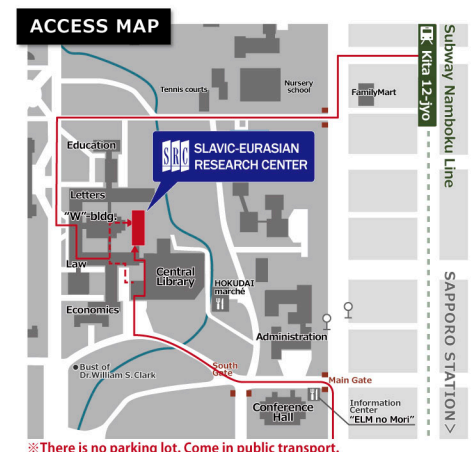 ACCESS MAP
Subway Namboku Line
Kita 12-jyo
Tennis courts
Nursery
school
FamilyMart
Education
SRC
SLAVIC-EURASIAN
RESEARCH CENTER
Letters
"W"-bldg.
Law
Central
Library
HOKUDAI
marché
Economics
SAPPORO STATION>
Administration
Bust of
Dr.William S.Clark
South
Gate
Main Gate
Conference
Hall
Information
Center
"ELM no Mori"
※There is no parking lot. Come in public transport.